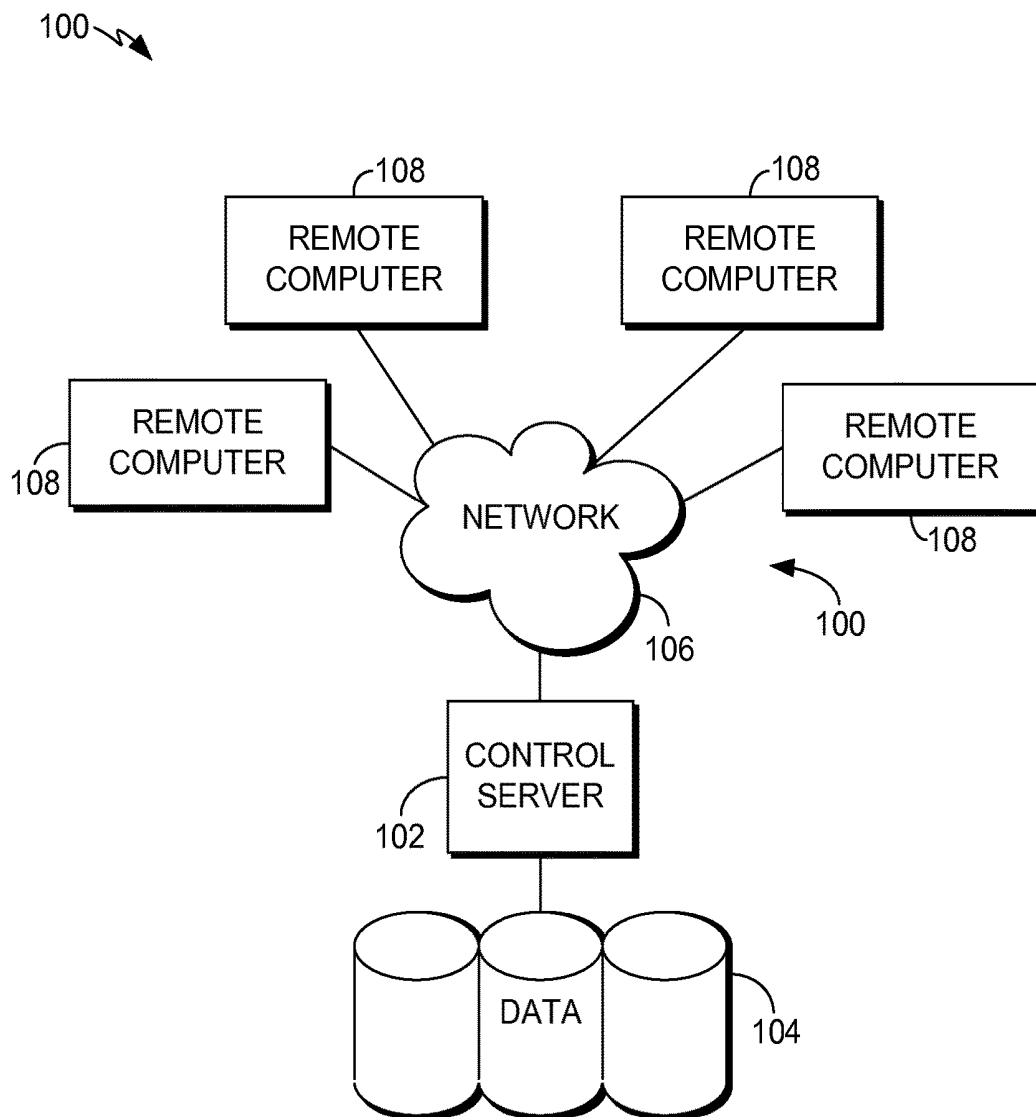 100
108
108
REMOTE
COMPUTER
REMOTE
COMPUTER
REMOTE
COMPUTER
REMOTE
COMPUTER
108
NETWORK
108
100
106
CONTROL
SERVER
102
DATA
104